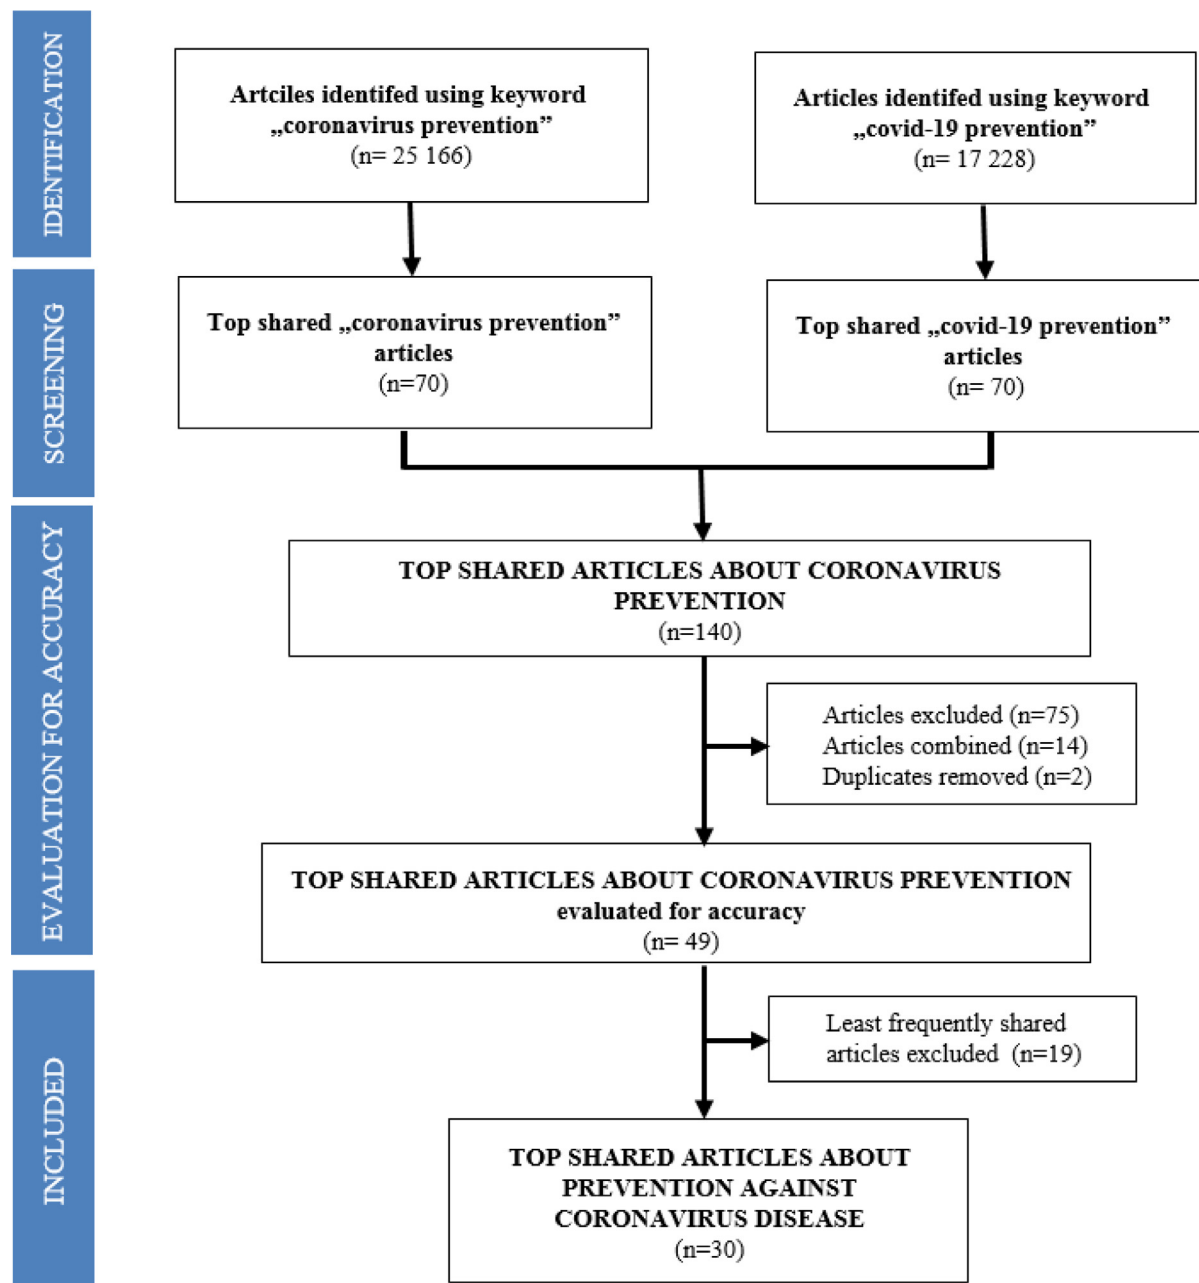 IDENTIFICATION
Artciles identifed using keyword
„coronavirus prevention”
(n= 25 166)
Articles identifed using keyword
„covid-19 prevention”
(n= 17 228)
SCREENING
Top shared „coronavirus prevention”
articles
(n=70)
Top shared „covid-19 prevention”
articles
(n= 70)
EVALUATION FOR ACCURACY
TOP SHARED ARTICLES ABOUT CORONAVIRUS
PREVENTION
(n=140)
Articles excluded (n=75)
Articles combined (n=14)
Duplicates removed (n=2)
TOP SHARED ARTICLES ABOUT CORONAVIRUS PREVENTION
evaluated for accuracy
(n= 49)
INCLUDED
Least frequently shared
articles excluded (n=19)
TOP SHARED ARTICLES ABOUT
PREVENTION AGAINST
CORONAVIRUS DISEASE
(n=30)